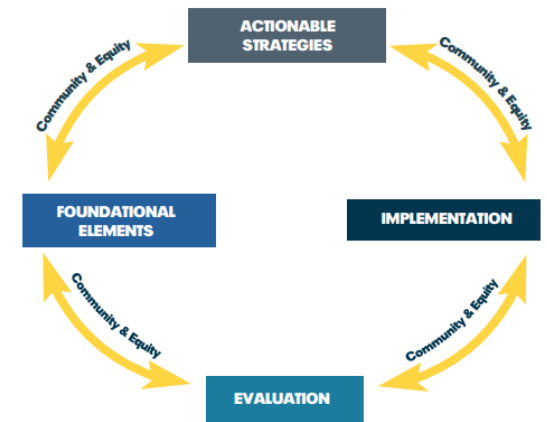 ACTIONABLE
STRATEGIES
Community & Equity
Community & Equity
FOUNDATIONAL
ELEMENTS
IMPLEMENTATION
Community & Equity
Community & Equity
EVALUATION